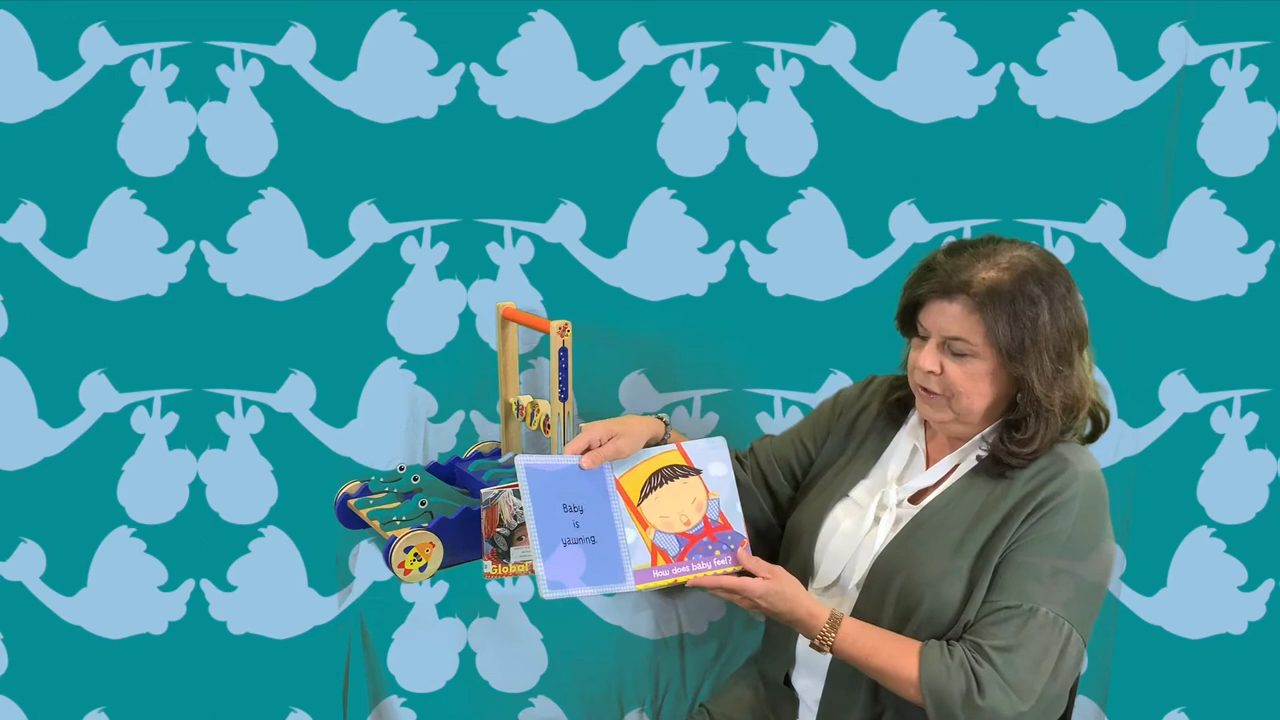 Baby
is
yawning.
How does baby feel?
Global